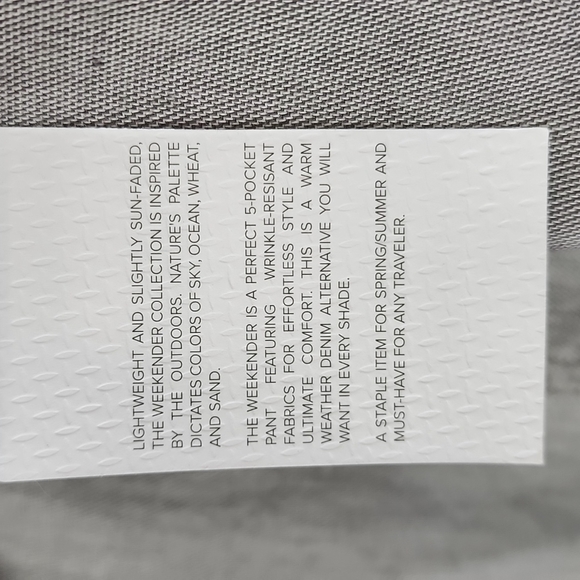 LIGHTWEIGHT AND SLIGHTLY SUN-FADED,
THE WEEKENDER COLLECTION IS INSPIRED
BY THE OUTDOORS. NATURE'S PALETTE
DICTATES COLORS OF SKY, OCEAN, WHEAT,
AND SAND.
THE WEEKENDER IS A PERFECT 5-POCKET
PANT FEATURING WRINKLE-RESISANT
FABRICS FOR EFFORTLESS STYLE AND
ULTIMATE COMFORT. THIS IS A WARM
WEATHER DENIM ALTERNATIVE YOU WILL
WANT IN EVERY SHADE.
A STAPLE ITEM FOR SPRING/SUMMER AND
MUST-HAVE FOR ANY TRAVELER.